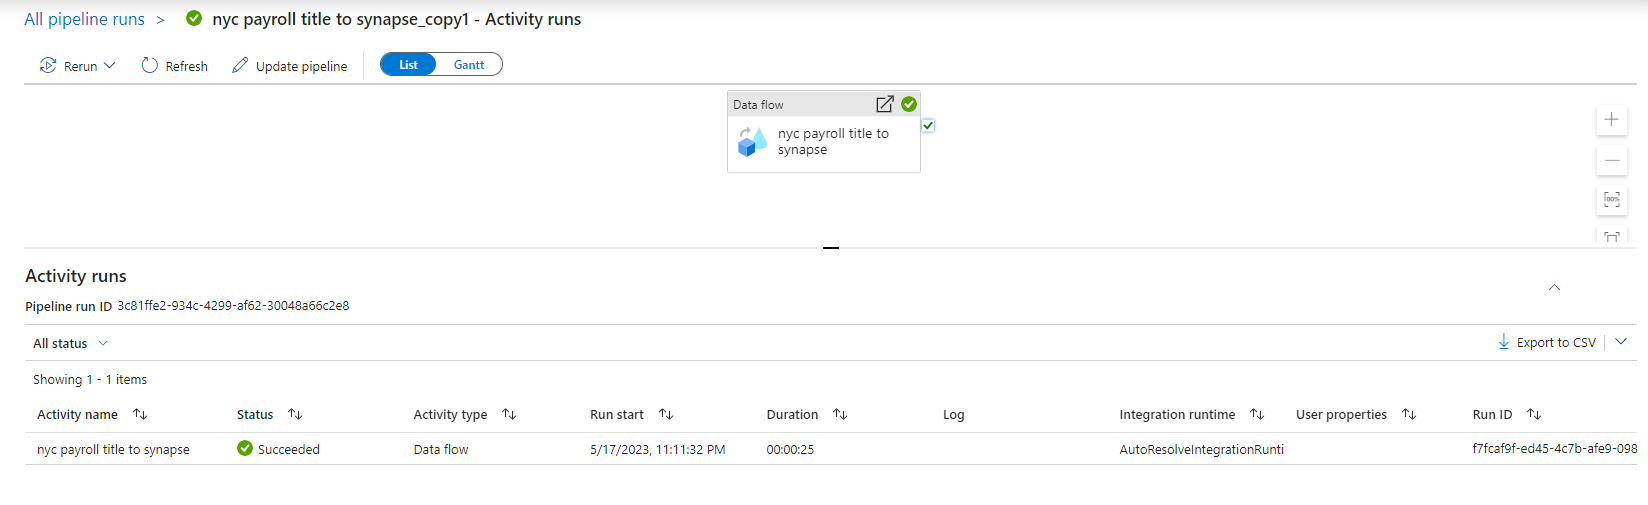 All pipeline runs > nyc payroll title to synapse_copy1 - Activity runs
Rerun Refresh Update pipeline List Gantt
Data flow
nyc payroll title to
synapse
100%
Activity runs
Pipeline run ID 3c81ffe2-934c-4299-af62-30048a66c2e8
All status Export to CSV
Showing 1 - 1 items
Activity name Status Activity type Run start Duration Log Integration runtime User properties Run ID
nyc payroll title to synapse Succeeded Data flow 5/17/2023, 11:11:32 PM 00:00:25 AutoResolveIntegrationRunti f7fcaf9f-ed45-4c7b-afe9-098